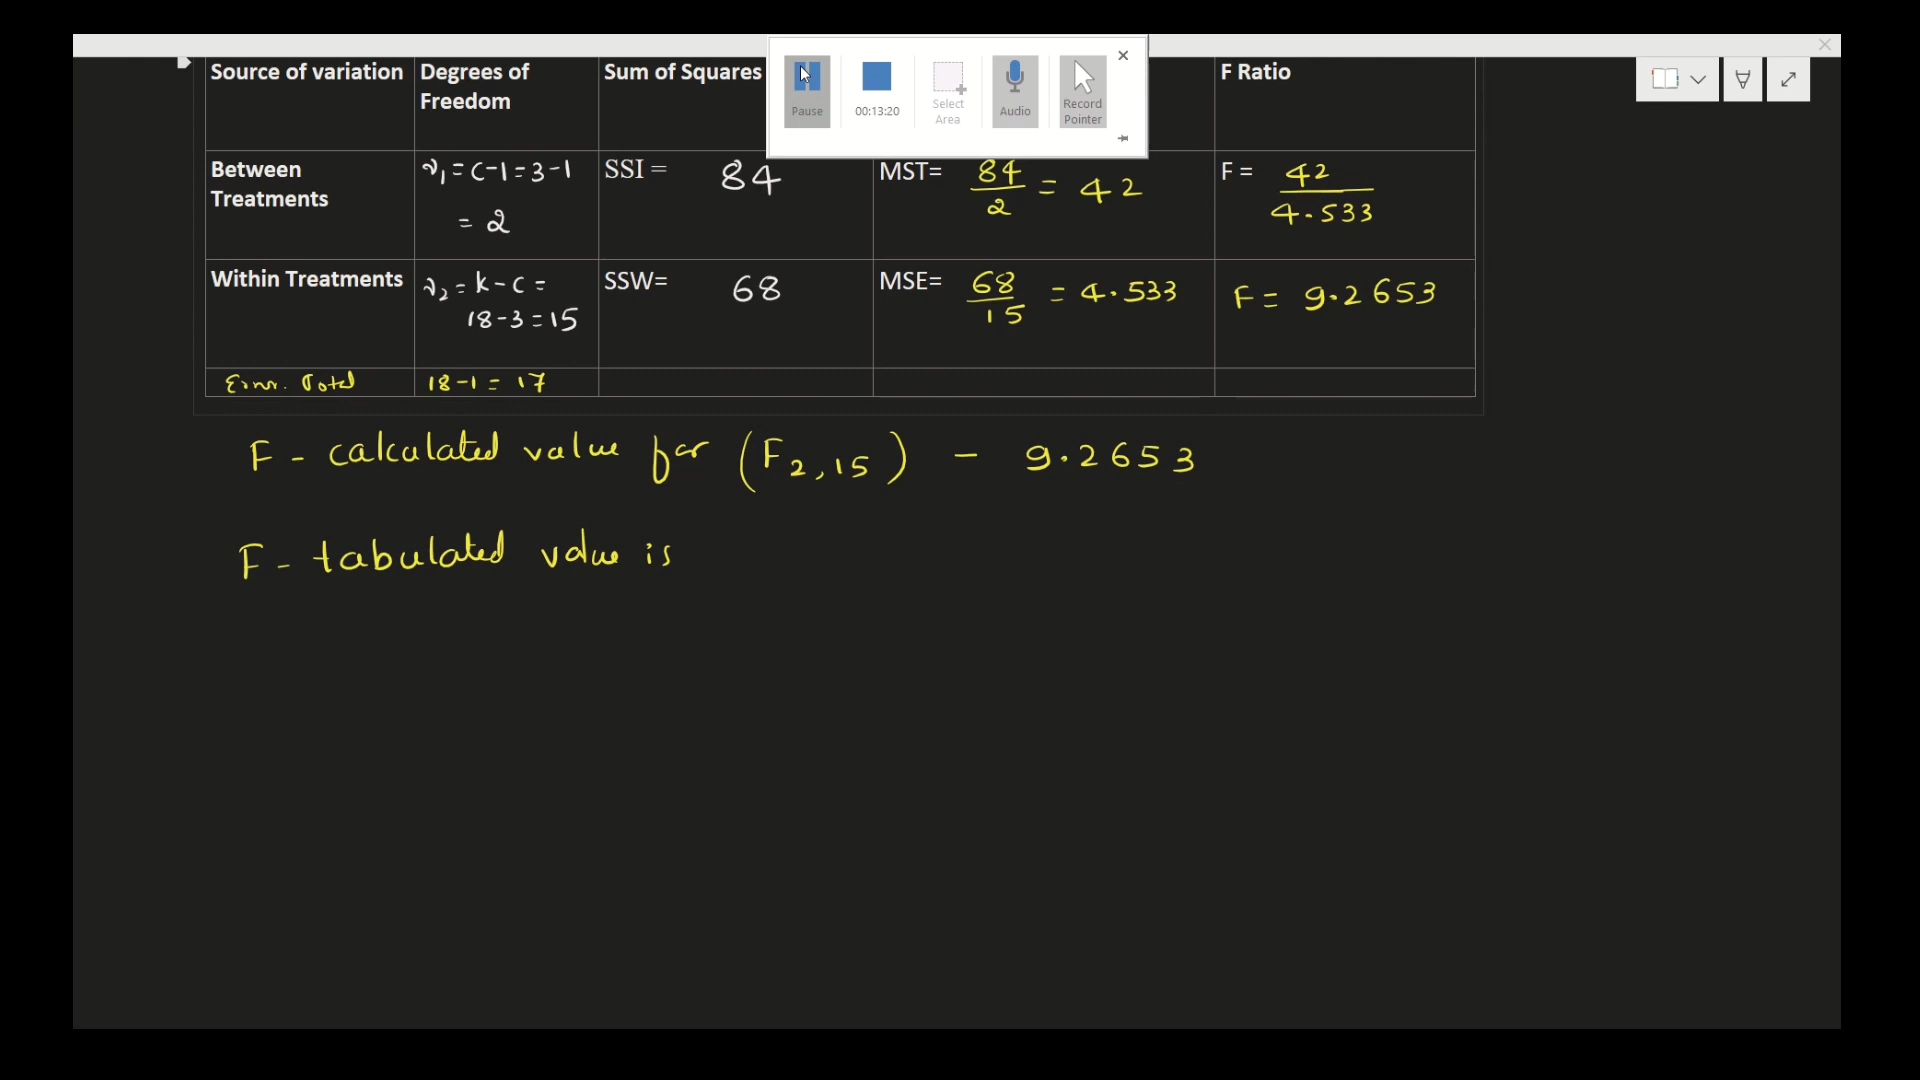 Source of variation
Degrees of Freedom
Sum of Squares
F Ratio
Pause
00:13:20
Select Area
Audio
Record Pointer
Between Treatments
ν₁ = c-1 = 3-1
= 2
SSI = 84
MST= 84/2 = 42
F = 42/4.533
Within Treatments
ν₂ = k-c =
18-3 = 15
SSW= 68
MSE= 68/15 = 4.533
F = 9.2653
Total
18-1 = 17
F - calculated value for (F₂,₁₅) - 9.2653
F - tabulated value is